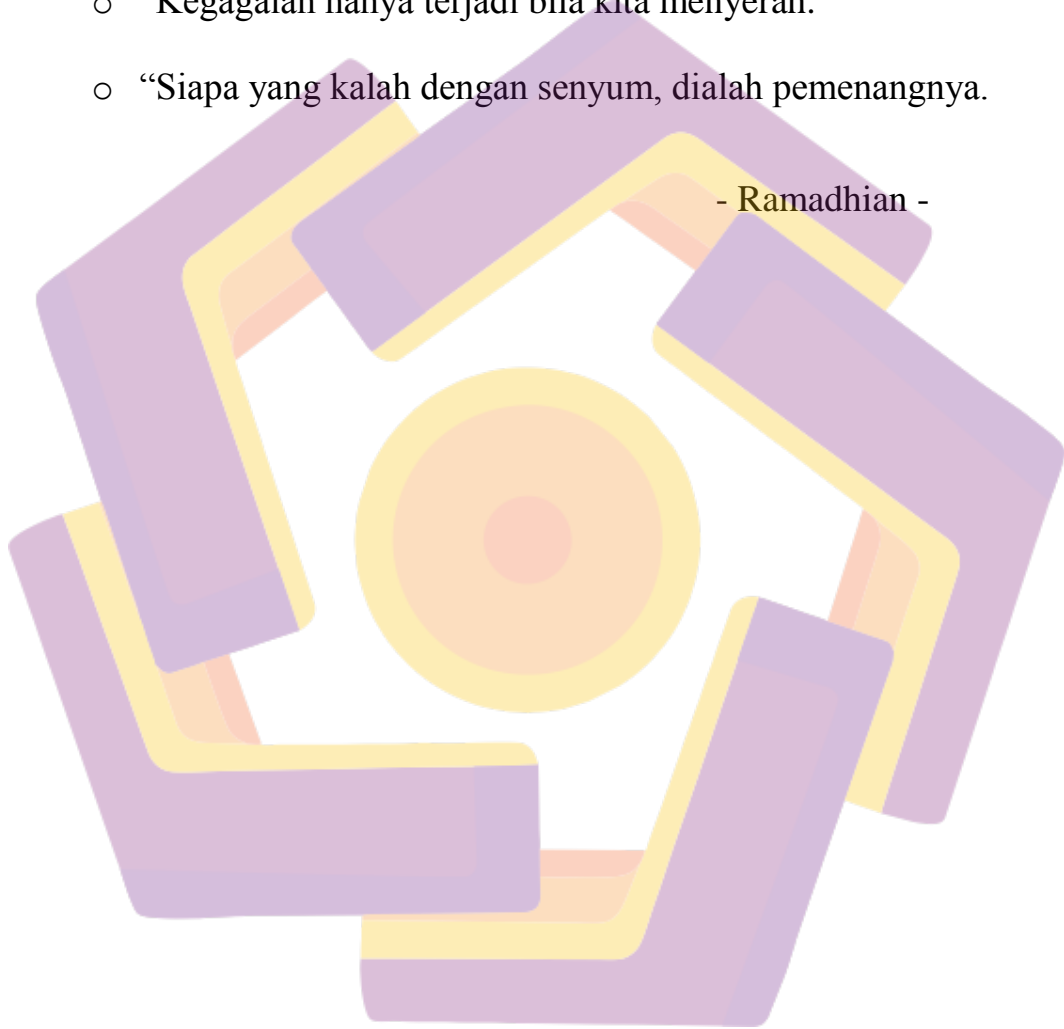 o “Kegagalan hanya terjadi bila kita menyerah.
o “Siapa yang kalah dengan senyum, dialah pemenangnya.
- Ramadhian -